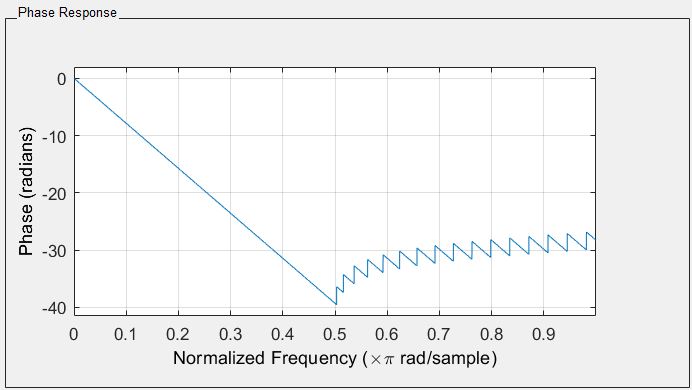 Phase Response
0
-10
-20
-30
-40
Phase (radians)
0 0.1 0.2 0.3 0.4 0.5 0.6 0.7 0.8 0.9
Normalized Frequency (×π rad/sample)